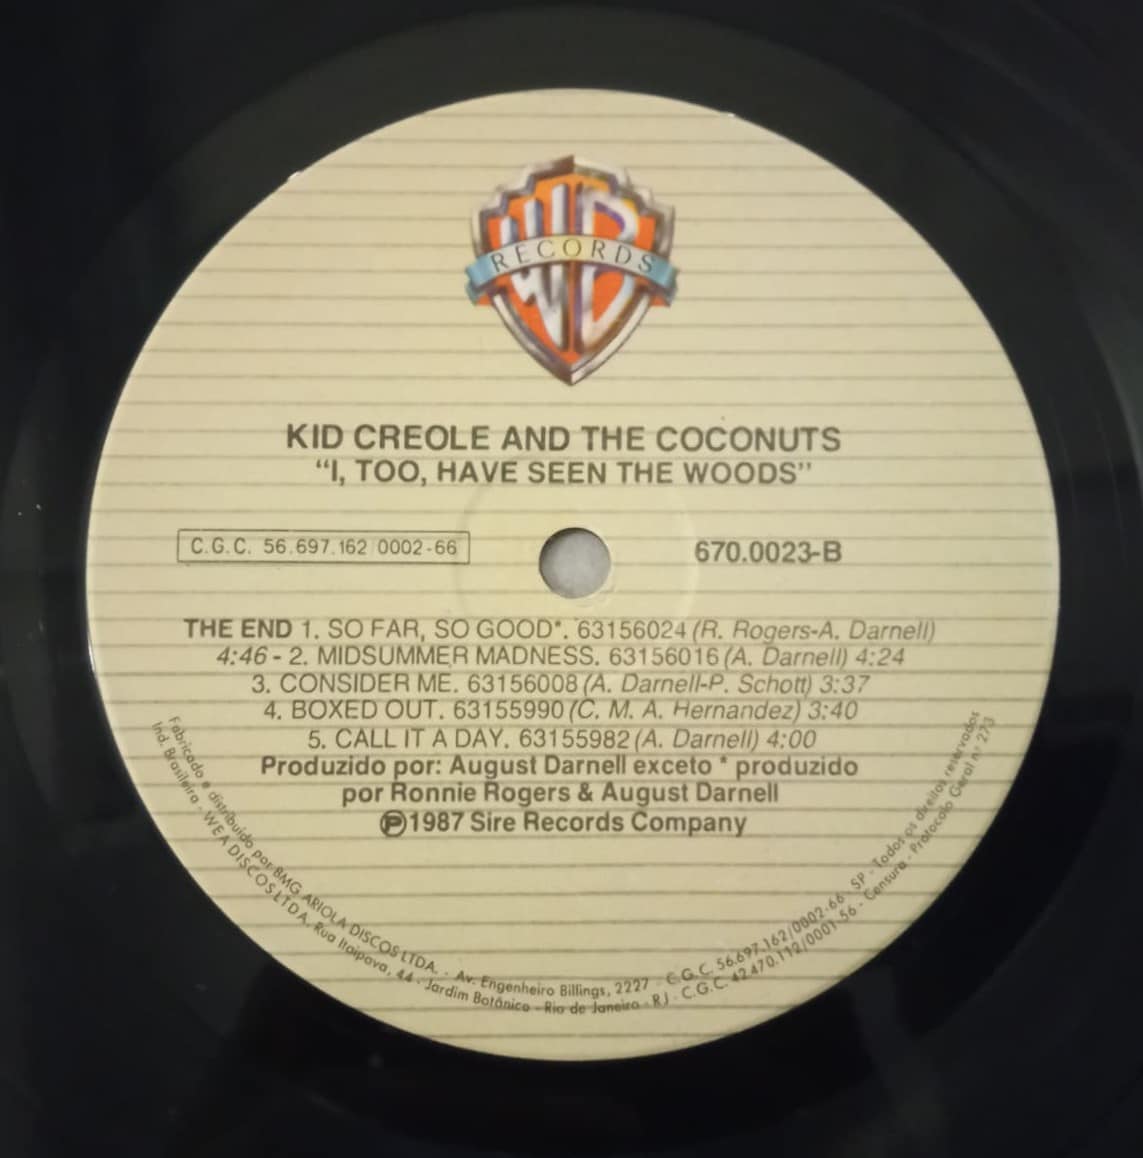 WB
RECORDS
KID CREOLE AND THE COCONUTS
"I, TOO, HAVE SEEN THE WOODS"
C.G.C. 56.697.162/0002-66
670.0023-B
THE END 1. SO FAR, SO GOOD*. 63156024 (R. Rogers-A. Darnell)
4:46 - 2. MIDSUMMER MADNESS. 63156016 (A. Darnell) 4:24
3. CONSIDER ME. 63156008 (A. Darnell-P. Schott) 3:37
4. BOXED OUT. 63155990 (C. M. A. Hernandez) 3:40
5. CALL IT A DAY. 63155982 (A. Darnell) 4:00
Produzido por: August Darnell exceto * produzido
por Ronnie Rogers & August Darnell
℗1987 Sire Records Company
Fabricado e distribuído por BMG ARIOLA DISCOS LTDA. - Av. Engenheiro Billings, 2227 - C.G.C. 56.697.162/0002-66 - SP - Todos os direitos reservados
Ind. Brasileira - WEA DISCOS LTDA. Rua Itaipava, 44 - Jardim Botânico - Rio de Janeiro - RJ - C.G.C. 42.470.112/0001-56 - Censura - Protocolo Geral nº 273